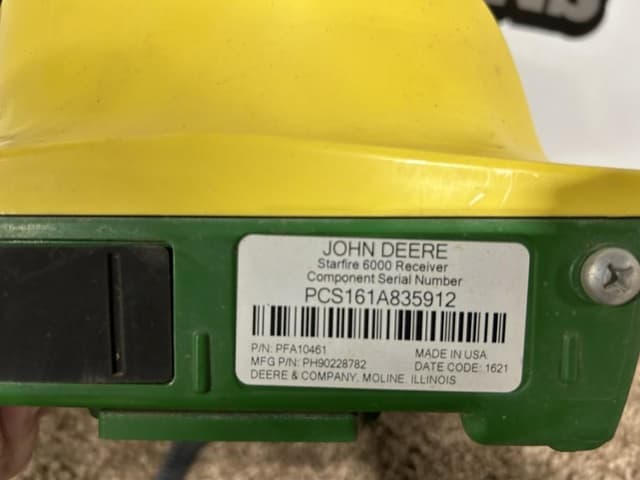 JOHN DEERE
Starfire 6000 Receiver
Component Serial Number
PCS161A835912
P/N: PFA10461
MADE IN USA
MFG P/N: PH90228782
DATE CODE: 1621
DEERE & COMPANY, MOLINE, ILLINOIS